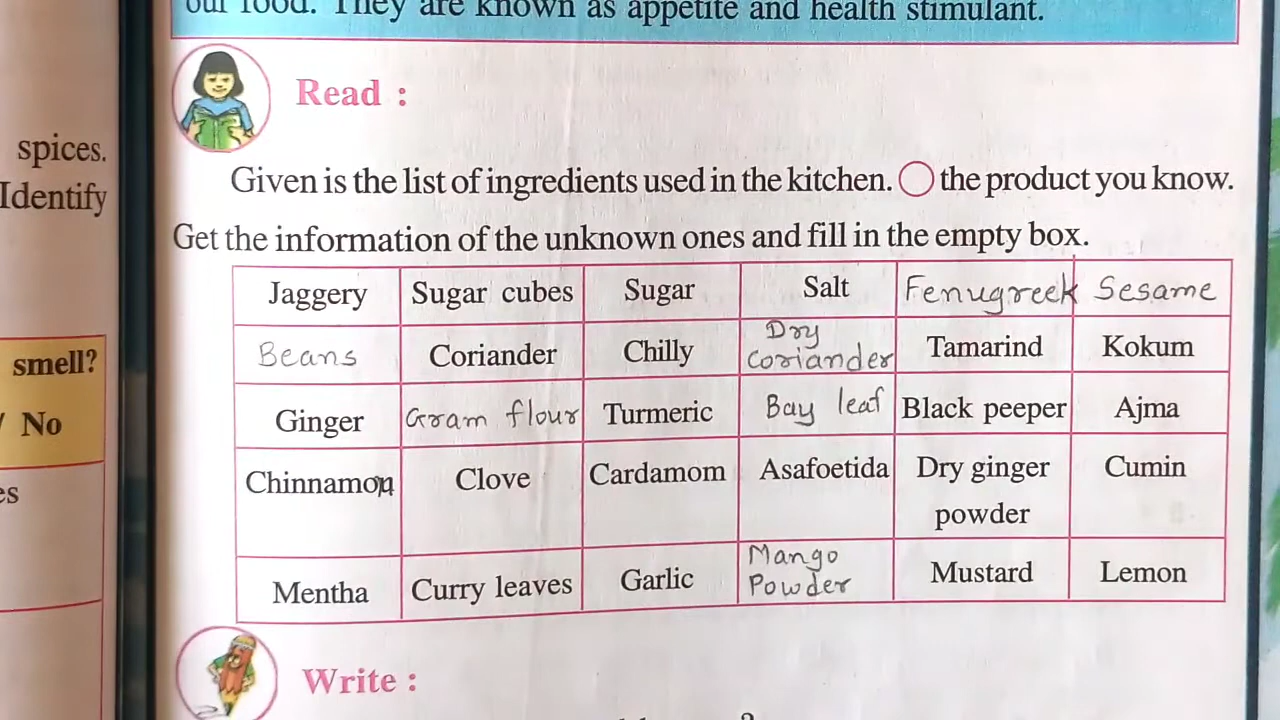 our food. They are known as appetite and health stimulant.
Read :
spices.
Identify
Given is the list of ingredients used in the kitchen. the product you know.
Get the information of the unknown ones and fill in the empty box.
Jaggery Sugar cubes Sugar Salt Fenugreek Sesame
Beans Coriander Chilly Dry coriander Tamarind Kokum
Ginger Gram flour Turmeric Bay leaf Black peeper Ajma
Chinnamon Clove Cardamom Asafoetida Dry ginger powder Cumin
Mentha Curry leaves Garlic Mango Powder Mustard Lemon
smell?
/ No
es
Write :